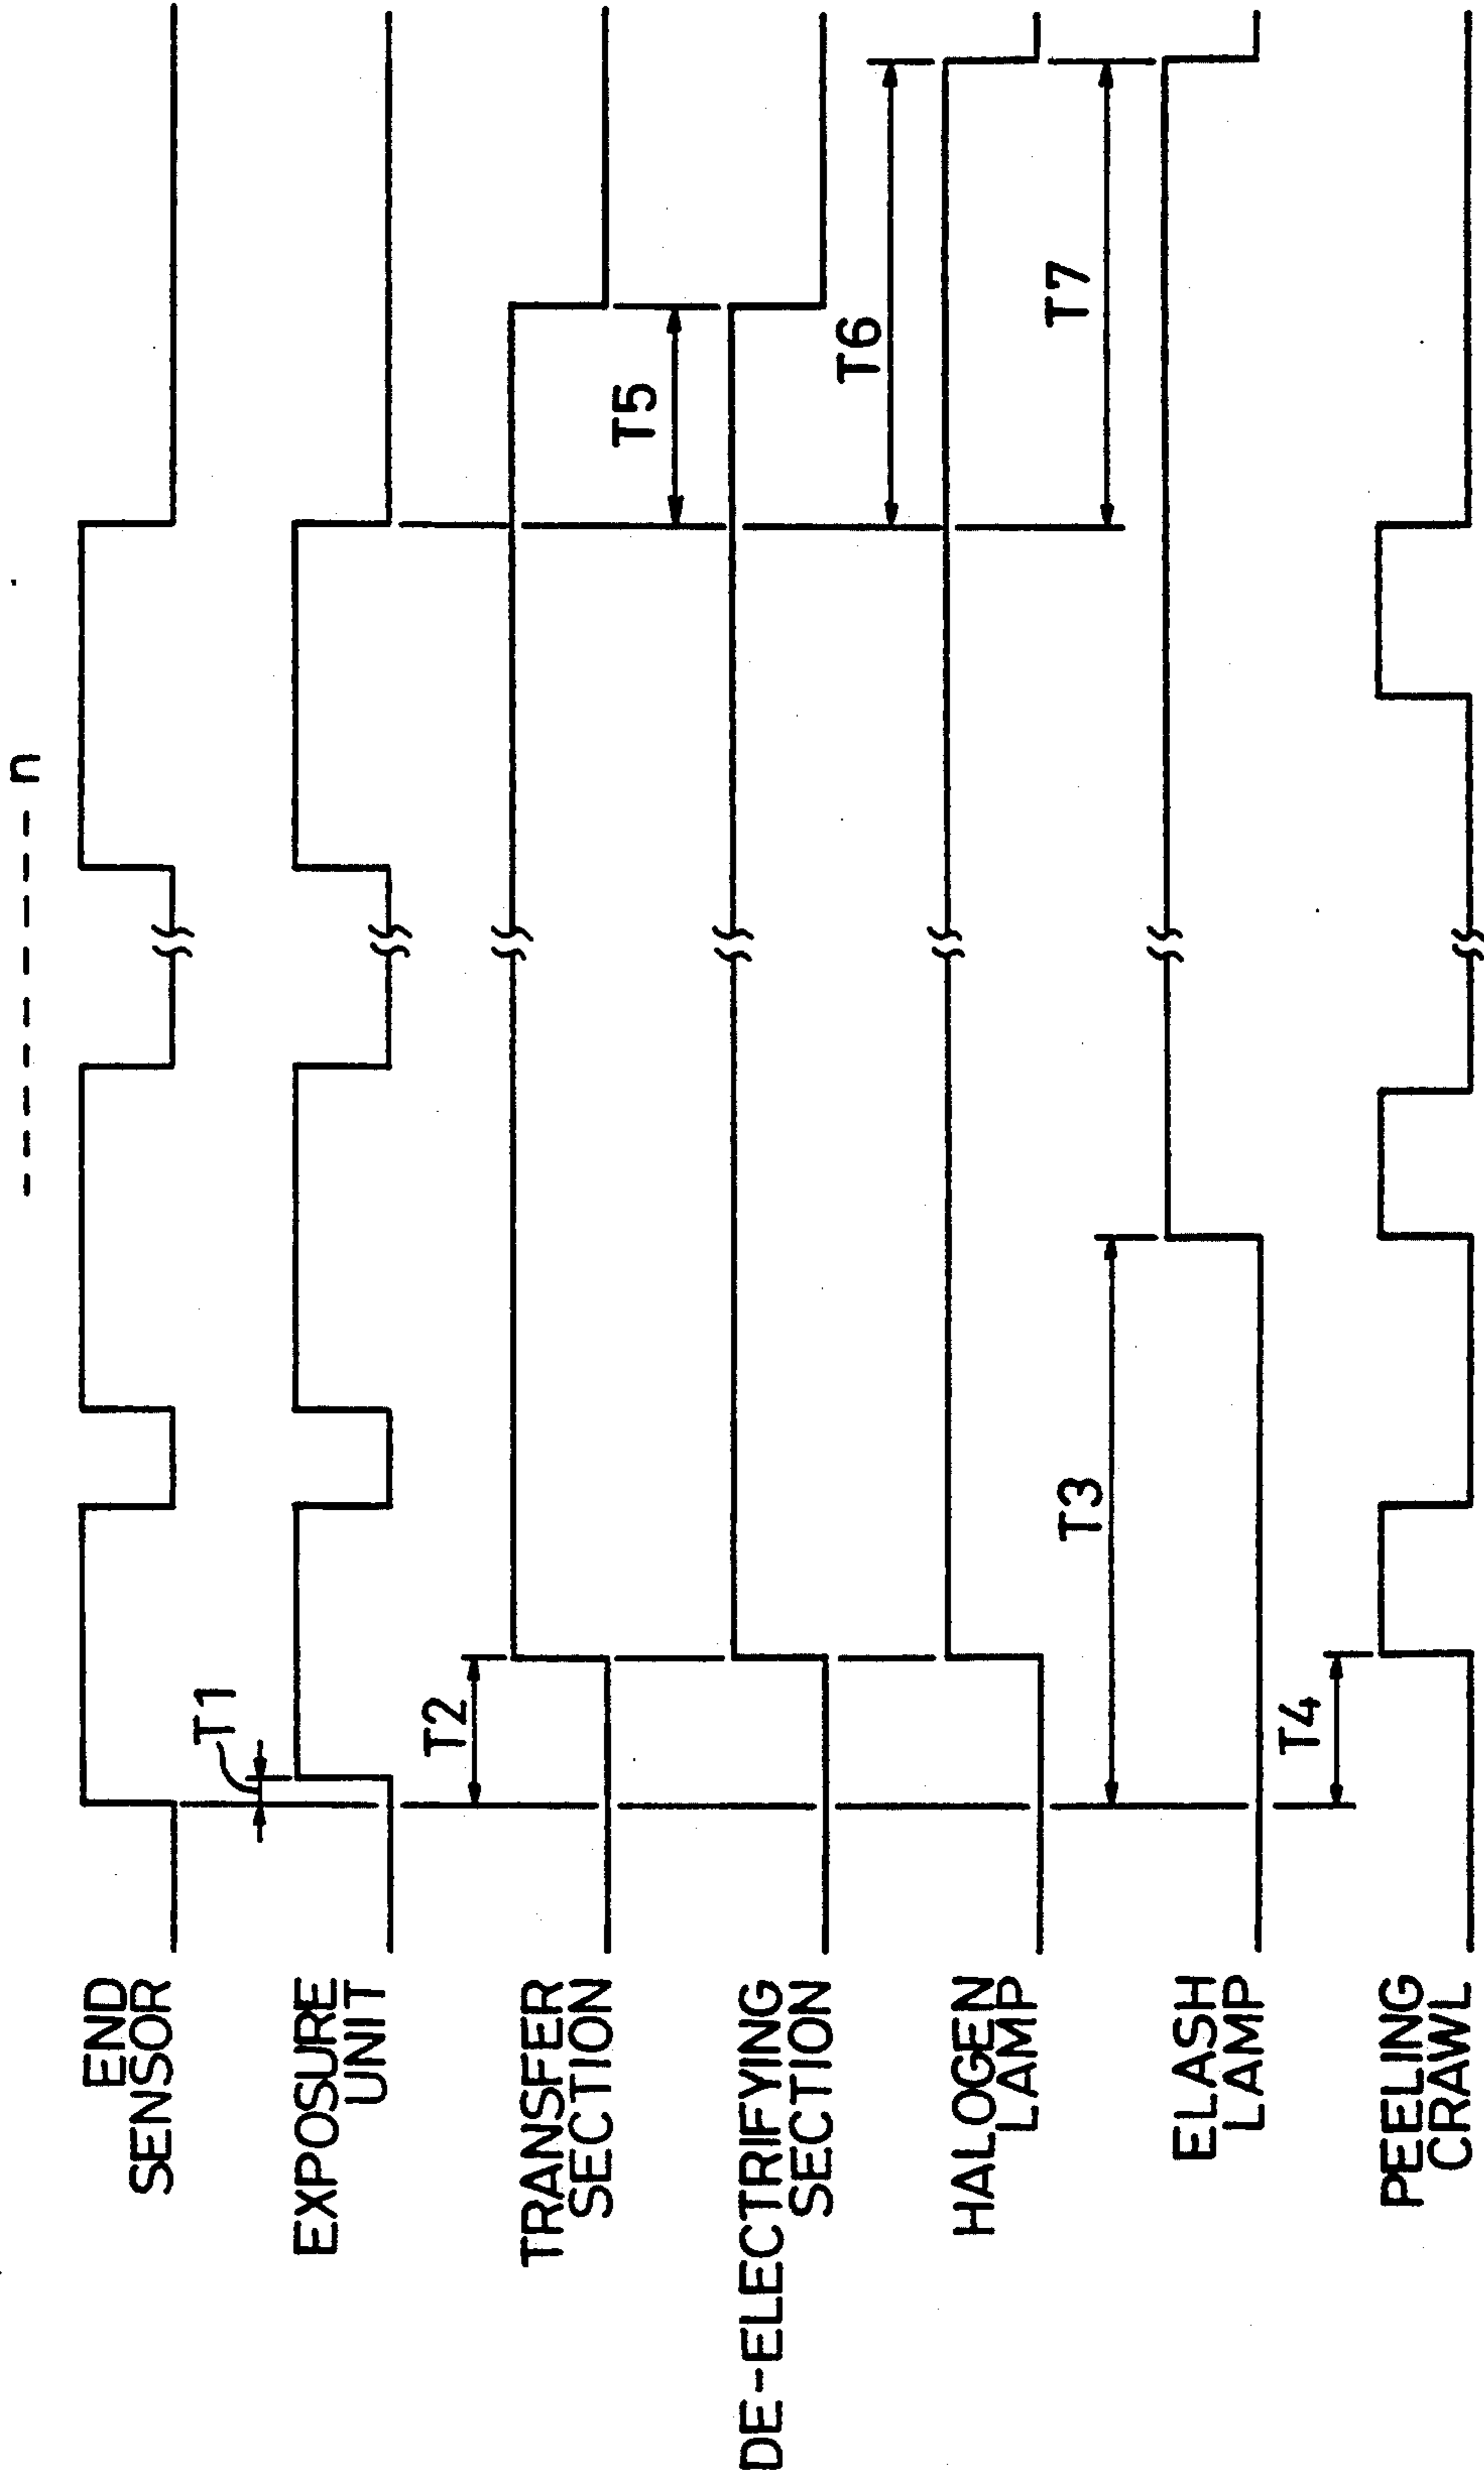 n
END
SENSOR
T1
EXPOSURE
UNIT
T2
TRANSFER
SECTION
T5
DE-ELECTRIFYING
SECTION
T6
HALOGEN
LAMP
T7
T3
ELASH
LAMP
T4
PEELING
CRAWL